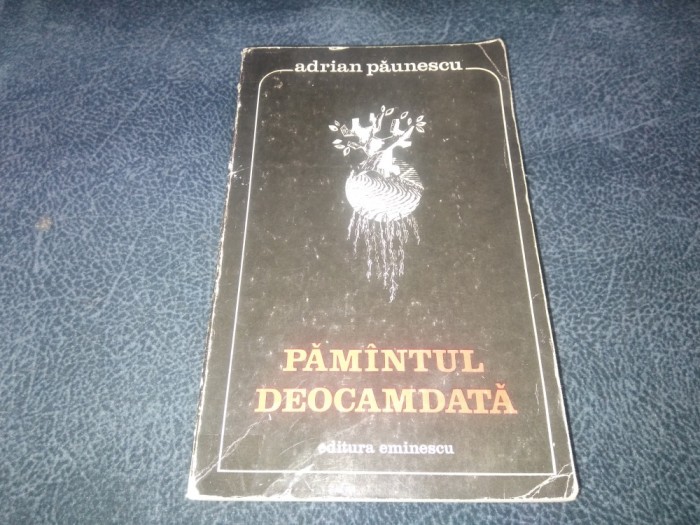 adrian păunescu
PĂMÎNTUL
DEOCAMDATĂ
editura eminescu